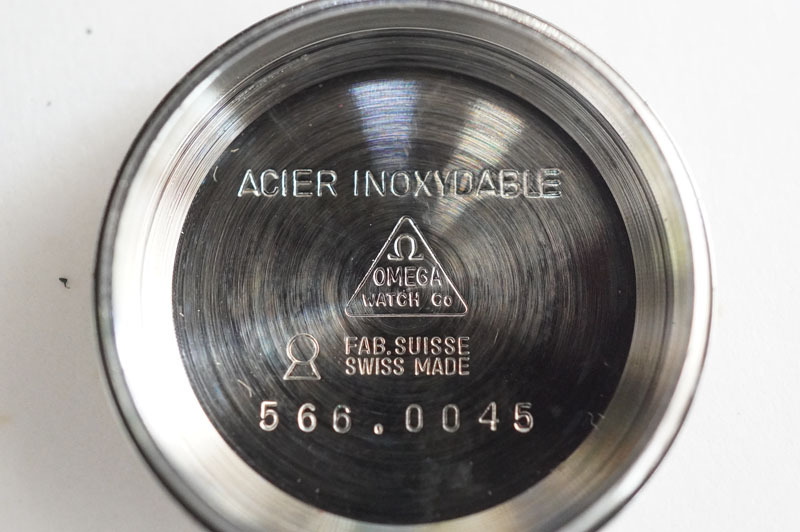 ACIER INOXYDABLE
Ω
OMEGA
WATCH Co
FAB. SUISSE
SWISS MADE
566.0045